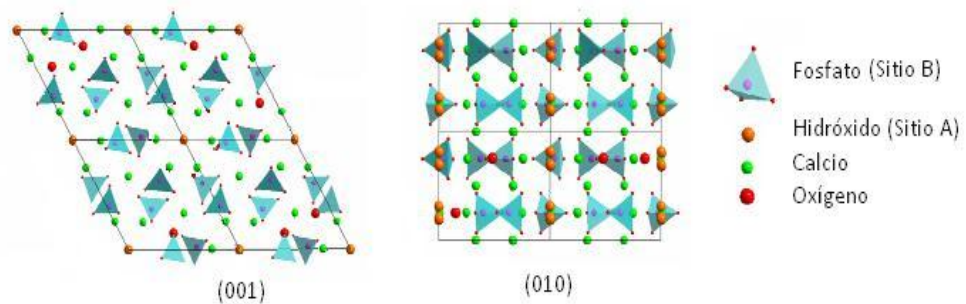 Fosfato (Sitio B)
Hidróxido (Sitio A)
Calcio
Oxígeno
(001)
(010)